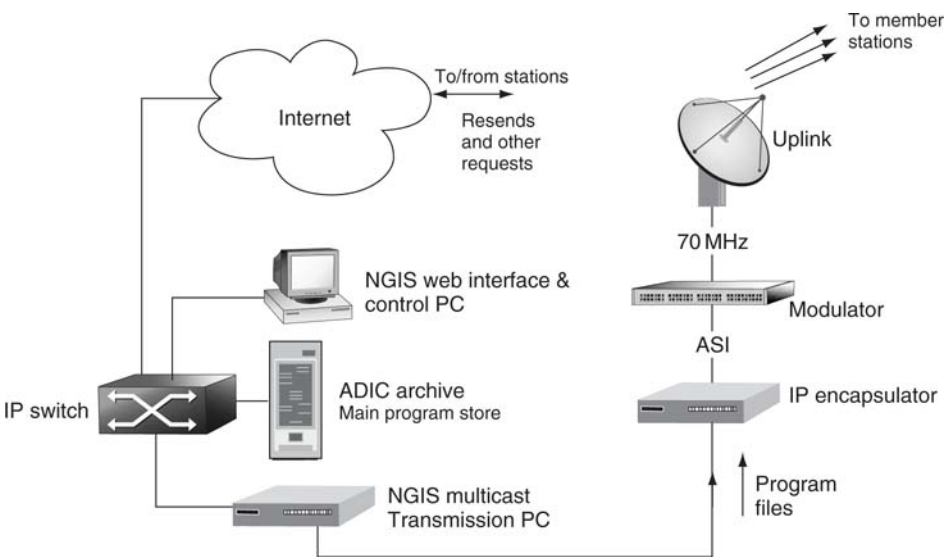 To member
stations
To/from stations
Internet
Resends
and other
requests
Uplink
70 MHz
NGIS web interface &
control PC
Modulator
ASI
ADIC archive
Main program store
IP switch
IP encapsulator
NGIS multicast
Transmission PC
Program
files